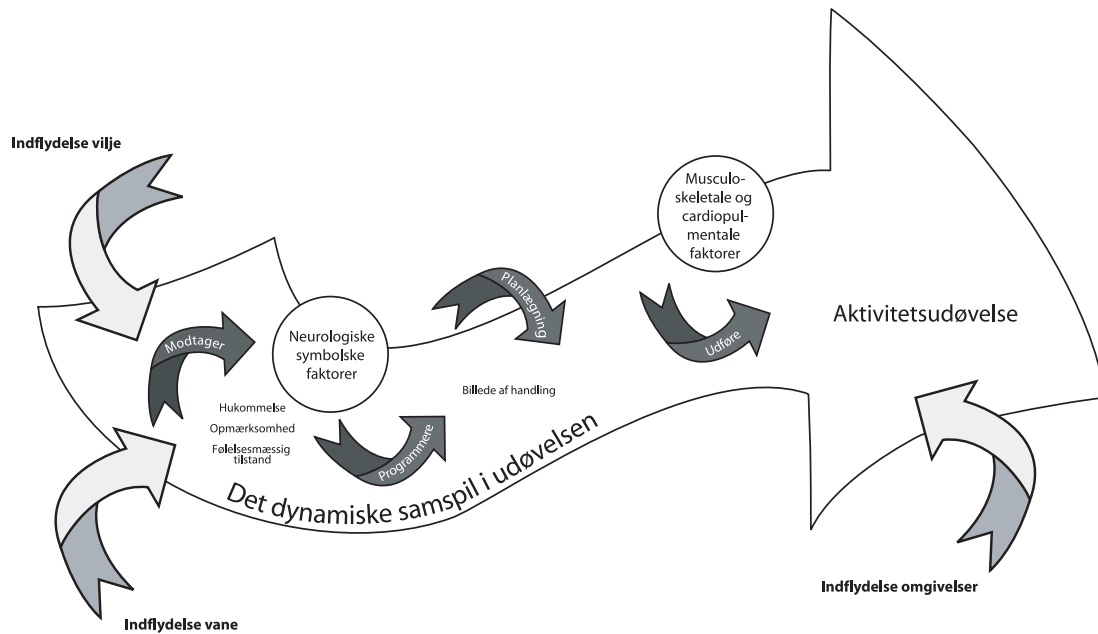 Indflydelse vilje
Modtager
Neurologiske
symbolske
faktorer
Hukommelse
Opmærksomhed
Følelsesmæssig
tilstand
Programmere
Planlægning
Billede af handling
Det dynamiske samspil i udøvelsen
Musculo-
skeletale og
cardiopul-
mentale
faktorer
Udføre
Aktivitetsudøvelse
Indflydelse vane
Indflydelse omgivelser